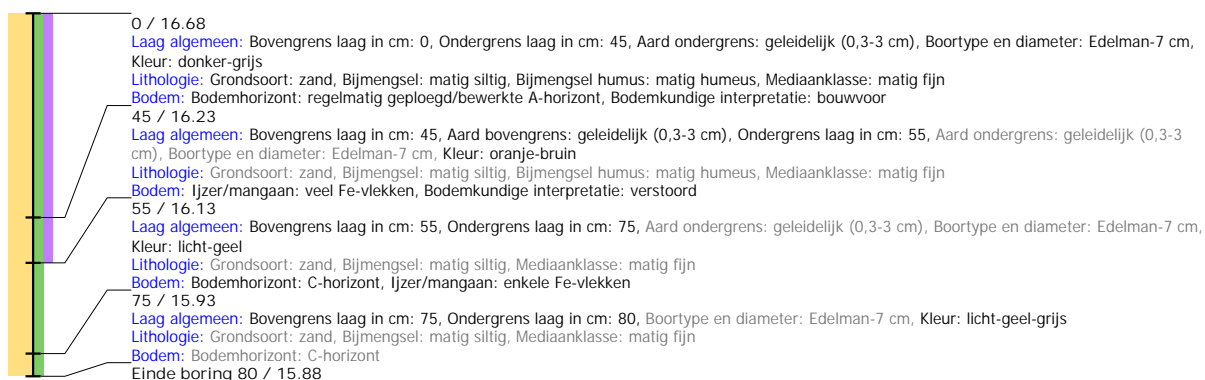 0 / 16.68
Laag algemeen: Bovengrens laag in cm: 0, Ondergrens laag in cm: 45, Aard ondergrens: geleidelijk (0,3-3 cm), Boortype en diameter: Edelman-7 cm,
Kleur: donker-grijs
Lithologie: Grondsoort: zand, Bijmengsel: matig siltig, Bijmengsel humus: matig humeus, Mediaanklasse: matig fijn
Bodem: Bodemhorizont: regelmatig geploegd/bewerkte A-horizont, Bodemkundige interpretatie: bouwvoor
45 / 16.23
Laag algemeen: Bovengrens laag in cm: 45, Aard bovengrens: geleidelijk (0,3-3 cm), Ondergrens laag in cm: 55, Aard ondergrens: geleidelijk (0,3-3
cm), Boortype en diameter: Edelman-7 cm, Kleur: oranje-bruin
Lithologie: Grondsoort: zand, Bijmengsel: matig siltig, Bijmengsel humus: matig humeus, Mediaanklasse: matig fijn
Bodem: Ijzer/mangaan: veel Fe-vlekken, Bodemkundige interpretatie: verstoord
55 / 16.13
Laag algemeen: Bovengrens laag in cm: 55, Ondergrens laag in cm: 75, Aard ondergrens: geleidelijk (0,3-3 cm), Boortype en diameter: Edelman-7 cm,
Kleur: licht-geel
Lithologie: Grondsoort: zand, Bijmengsel: matig siltig, Mediaanklasse: matig fijn
Bodem: Bodemhorizont: C-horizont, Ijzer/mangaan: enkele Fe-vlekken
75 / 15.93
Laag algemeen: Bovengrens laag in cm: 75, Ondergrens laag in cm: 80, Boortype en diameter: Edelman-7 cm, Kleur: licht-geel-grijs
Lithologie: Grondsoort: zand, Bijmengsel: matig siltig, Mediaanklasse: matig fijn
Bodem: Bodemhorizont: C-horizont
Einde boring 80 / 15.88